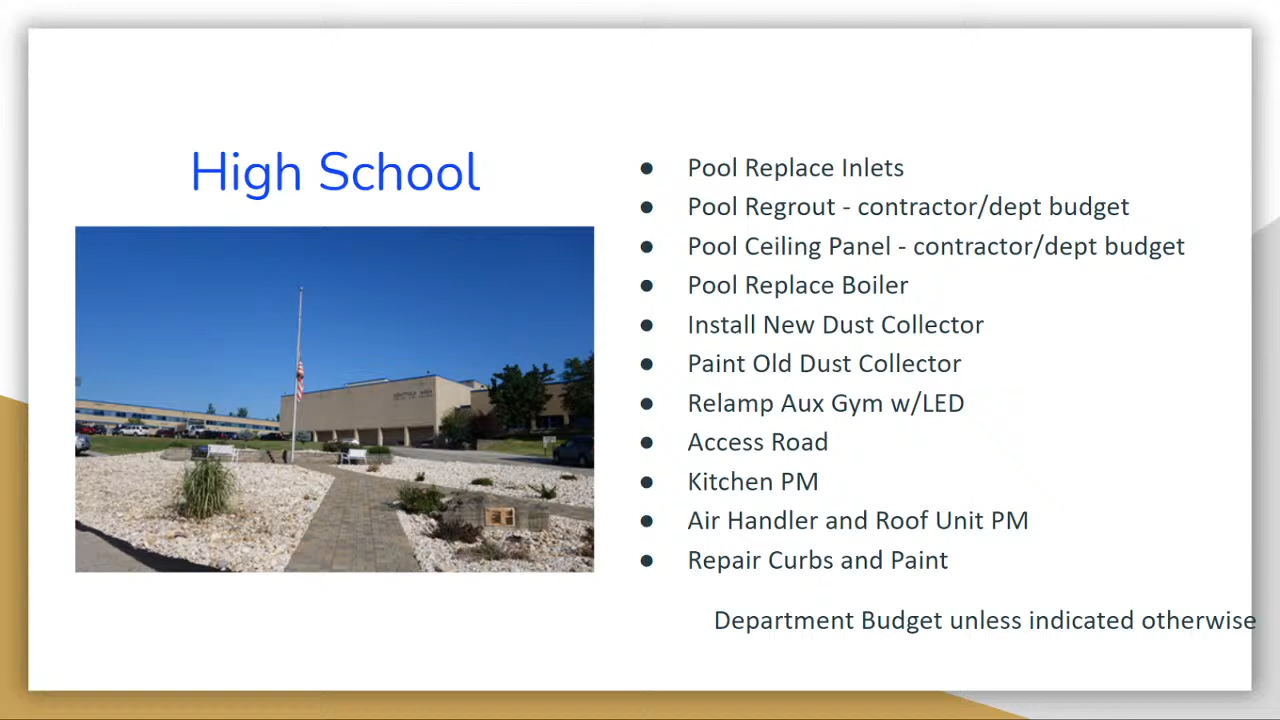 High School
● Pool Replace Inlets
● Pool Regrout - contractor/dept budget
● Pool Ceiling Panel - contractor/dept budget
● Pool Replace Boiler
● Install New Dust Collector
● Paint Old Dust Collector
● Relamp Aux Gym w/LED
● Access Road
● Kitchen PM
● Air Handler and Roof Unit PM
● Repair Curbs and Paint
Department Budget unless indicated otherwise